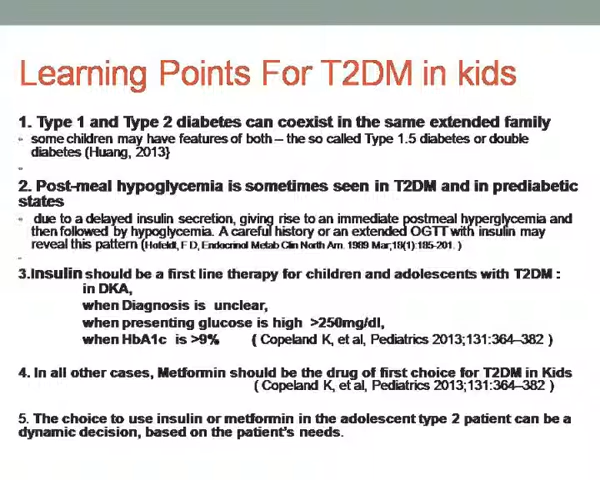 Learning Points For T2DM in kids
1. Type 1 and Type 2 diabetes can coexist in the same extended family
- some children may have features of both – the so called Type 1.5 diabetes or double
diabetes (Huang, 2013}
-
2. Post-meal hypoglycemia is sometimes seen in T2DM and in prediabetic
states
- due to a delayed insulin secretion, giving rise to an immediate postmeal hyperglycemia and
then followed by hypoglycemia. A careful history or an extended OGTT with insulin may
reveal this pattern (Hofeldt, F D, Endocrinol Metab Clin North Am. 1989 Mar;18(1):185-201. )
-
3.Insulin should be a first line therapy for children and adolescents with T2DM :
in DKA,
when Diagnosis is unclear,
when presenting glucose is high >250mg/dl,
when HbA1c is >9% ( Copeland K, et al, Pediatrics 2013;131:364–382 )
4. In all other cases, Metformin should be the drug of first choice for T2DM in Kids
( Copeland K, et al, Pediatrics 2013;131:364–382 )
5. The choice to use insulin or metformin in the adolescent type 2 patient can be a
dynamic decision, based on the patient's needs.